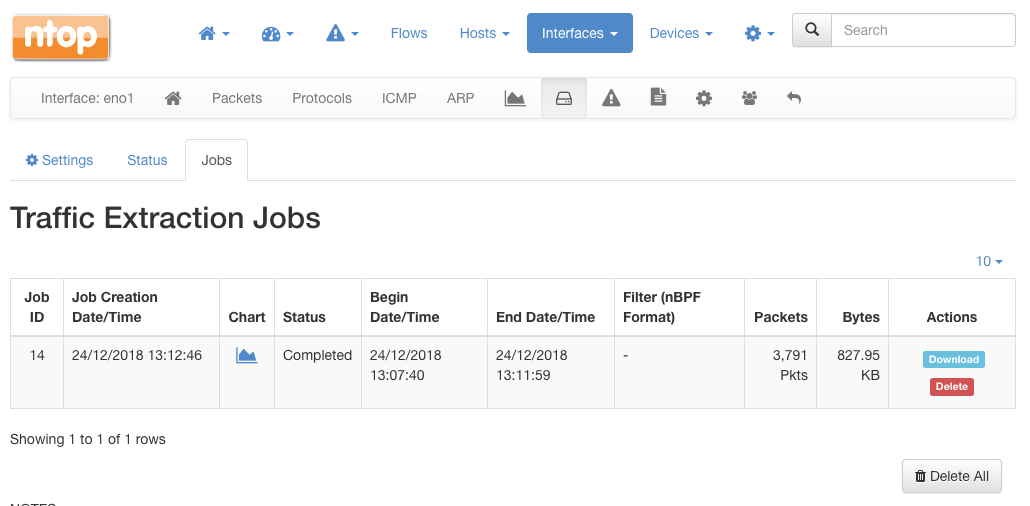 ntop
Flows Hosts Interfaces Devices Search
Interface: eno1 Packets Protocols ICMP ARP
Settings Status Jobs
Traffic Extraction Jobs
10
Job ID
Job Creation Date/Time
Chart
Status
Begin Date/Time
End Date/Time
Filter (nBPF Format)
Packets
Bytes
Actions
14
24/12/2018 13:12:46
Completed
24/12/2018 13:07:40
24/12/2018 13:11:59
-
3,791 Pkts
827.95 KB
Download
Delete
Showing 1 to 1 of 1 rows
Delete All